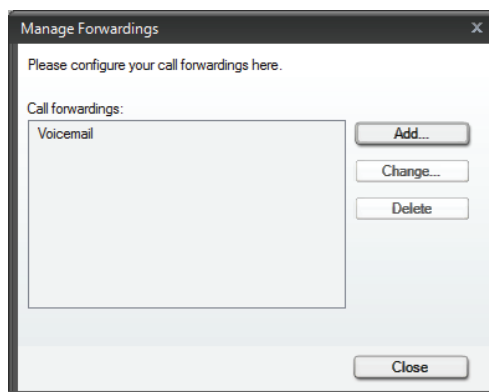 Manage Forwardings
x
Please configure your call forwardings here.
Call forwardings:
Voicemail
Add...
Change...
Delete
Close